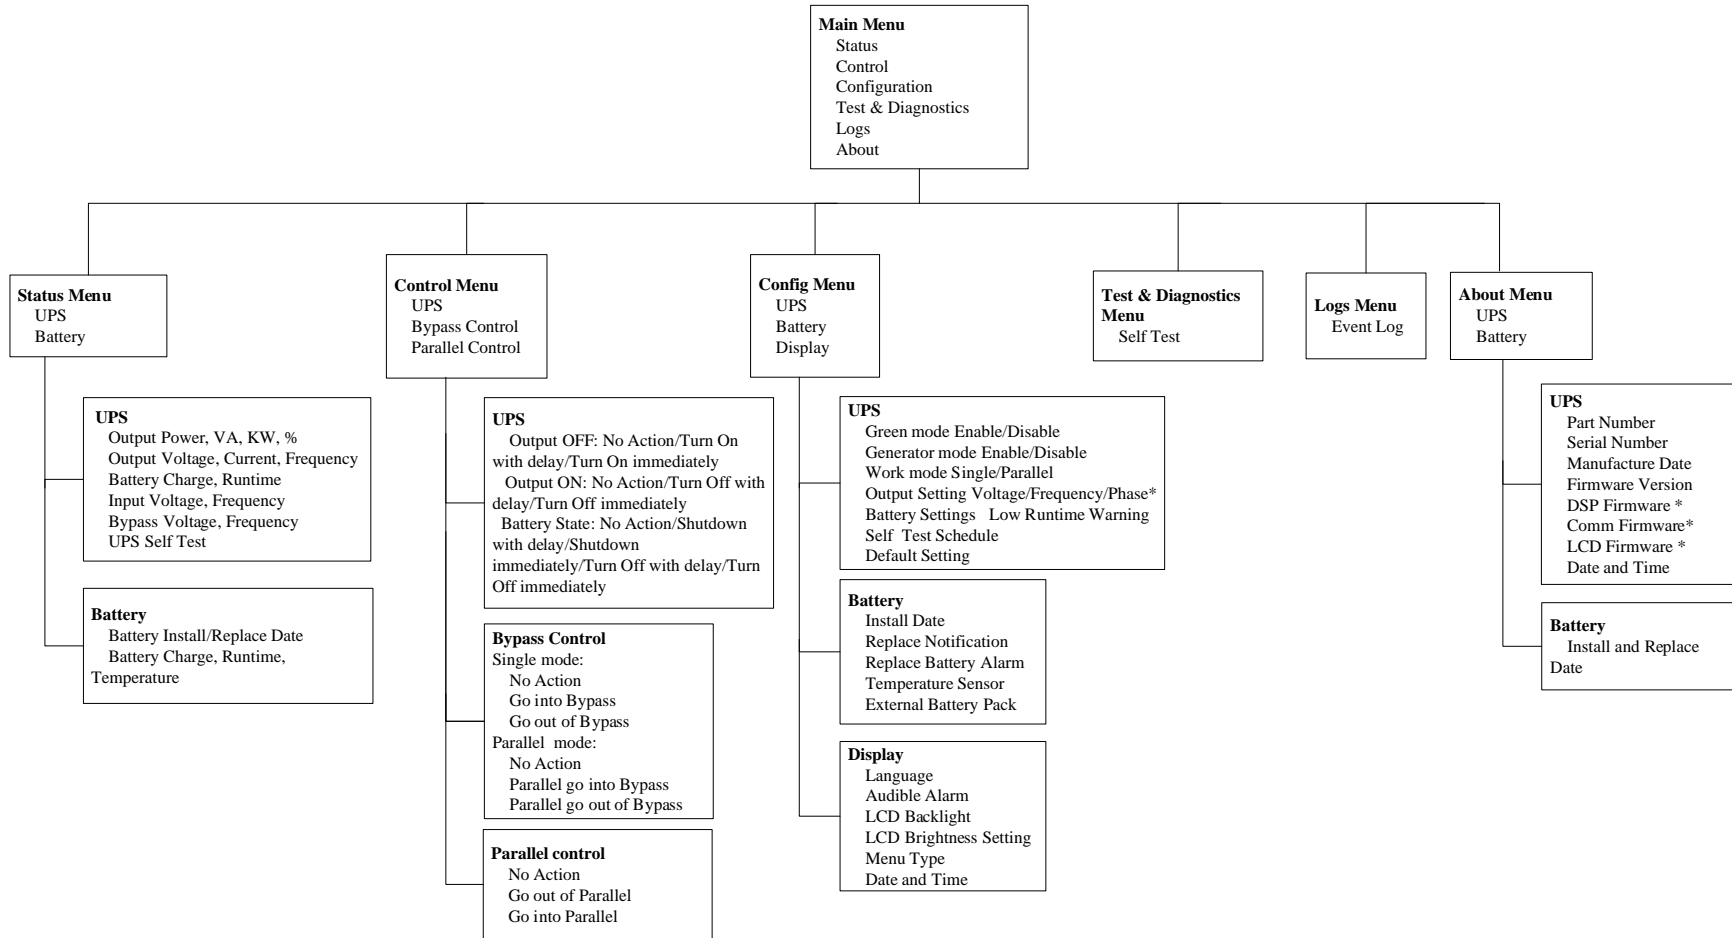 Main Menu
Status
Control
Configuration
Test & Diagnostics
Logs
About
Status Menu
UPS
Battery
Control Menu
UPS
Bypass Control
Parallel Control
Config Menu
UPS
Battery
Display
Test & Diagnostics
Menu
Self Test
Logs Menu
Event Log
About Menu
UPS
Battery
UPS
Output Power, VA, KW, %
Output Voltage, Current, Frequency
Battery Charge, Runtime
Input Voltage, Frequency
Bypass Voltage, Frequency
UPS Self Test
Battery
Battery Install/Replace Date
Battery Charge, Runtime,
Temperature
UPS
Output OFF: No Action/Turn On
with delay/Turn On immediately
Output ON: No Action/Turn Off with
delay/Turn Off immediately
Battery State: No Action/Shutdown
with delay/Shutdown
immediately/Turn Off with delay/Turn
Off immediately
Bypass Control
Single mode:
No Action
Go into Bypass
Go out of Bypass
Parallel mode:
No Action
Parallel go into Bypass
Parallel go out of Bypass
Parallel control
No Action
Go out of Parallel
Go into Parallel
UPS
Green mode Enable/Disable
Generator mode Enable/Disable
Work mode Single/Parallel
Output Setting Voltage/Frequency/Phase*
Battery Settings Low Runtime Warning
Self Test Schedule
Default Setting
Battery
Install Date
Replace Notification
Replace Battery Alarm
Temperature Sensor
External Battery Pack
Display
Language
Audible Alarm
LCD Backlight
LCD Brightness Setting
Menu Type
Date and Time
UPS
Part Number
Serial Number
Manufacture Date
Firmware Version
DSP Firmware *
Comm Firmware*
LCD Firmware *
Date and Time
Battery
Install and Replace
Date